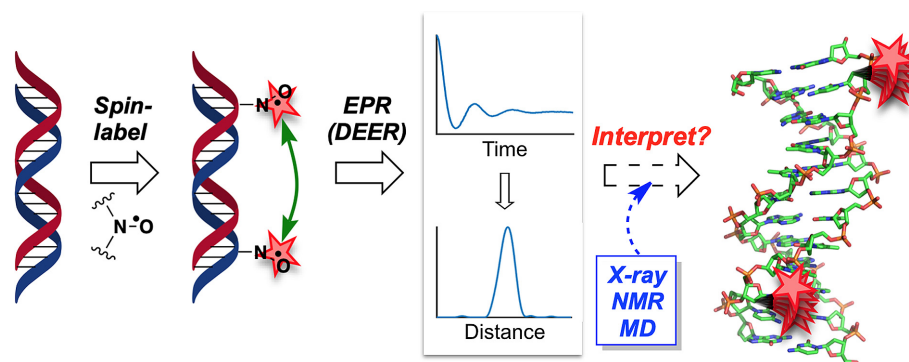 Spin-
label
N-O
N
O
N
O
EPR
(DEER)
Time
Distance
Interpret?
X-ray
NMR
MD